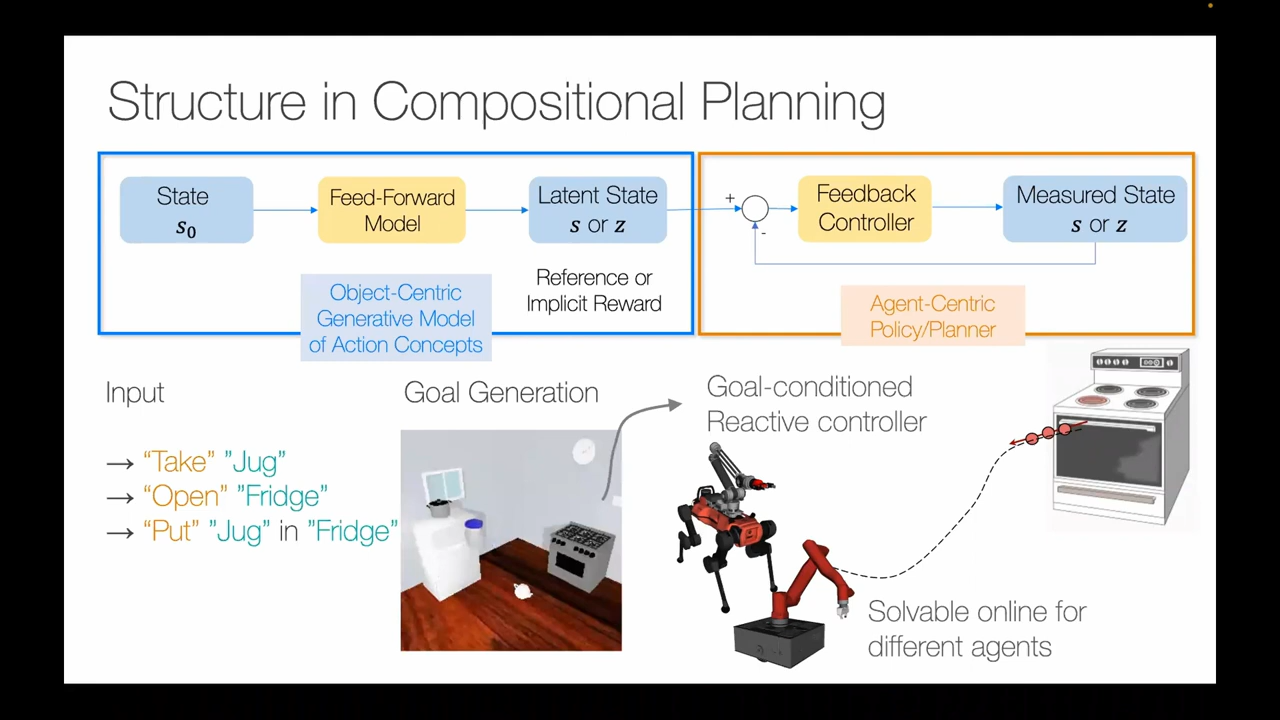 Structure in Compositional Planning
State
s₀
Feed-Forward
Model
Latent State
s or z
+
-
Feedback
Controller
Measured State
s or z
Object-Centric
Generative Model
of Action Concepts
Reference or
Implicit Reward
Agent-Centric
Policy/Planner
Input
→ “Take” ”Jug”
→ “Open” ”Fridge”
→ “Put” ”Jug” in ”Fridge”
Goal Generation
Goal-conditioned
Reactive controller
Solvable online for
different agents